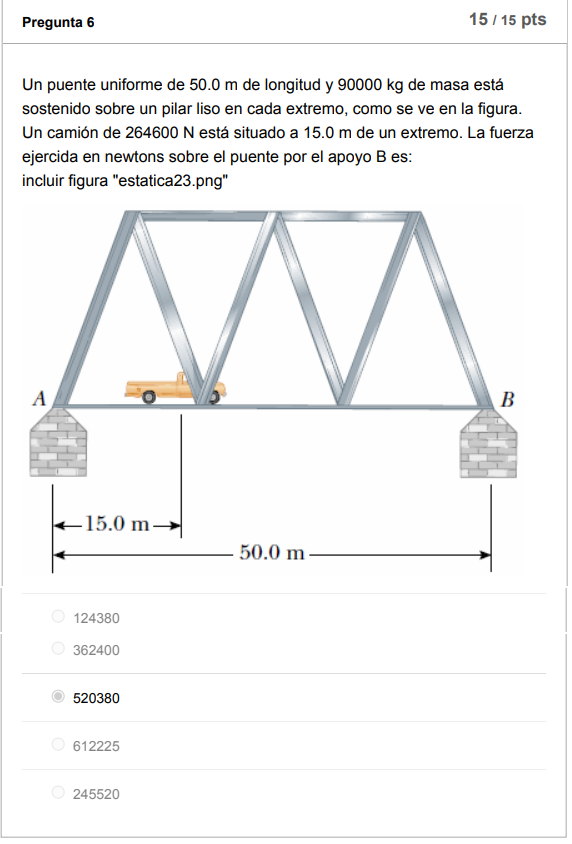 Pregunta 6
15 / 15 pts
Un puente uniforme de 50.0 m de longitud y 90000 kg de masa está
sostenido sobre un pilar liso en cada extremo, como se ve en la figura.
Un camión de 264600 N está situado a 15.0 m de un extremo. La fuerza
ejercida en newtons sobre el puente por el apoyo B es:
incluir figura "estatica23.png"
A
B
15.0 m
50.0 m
124380
362400
520380
612225
245520